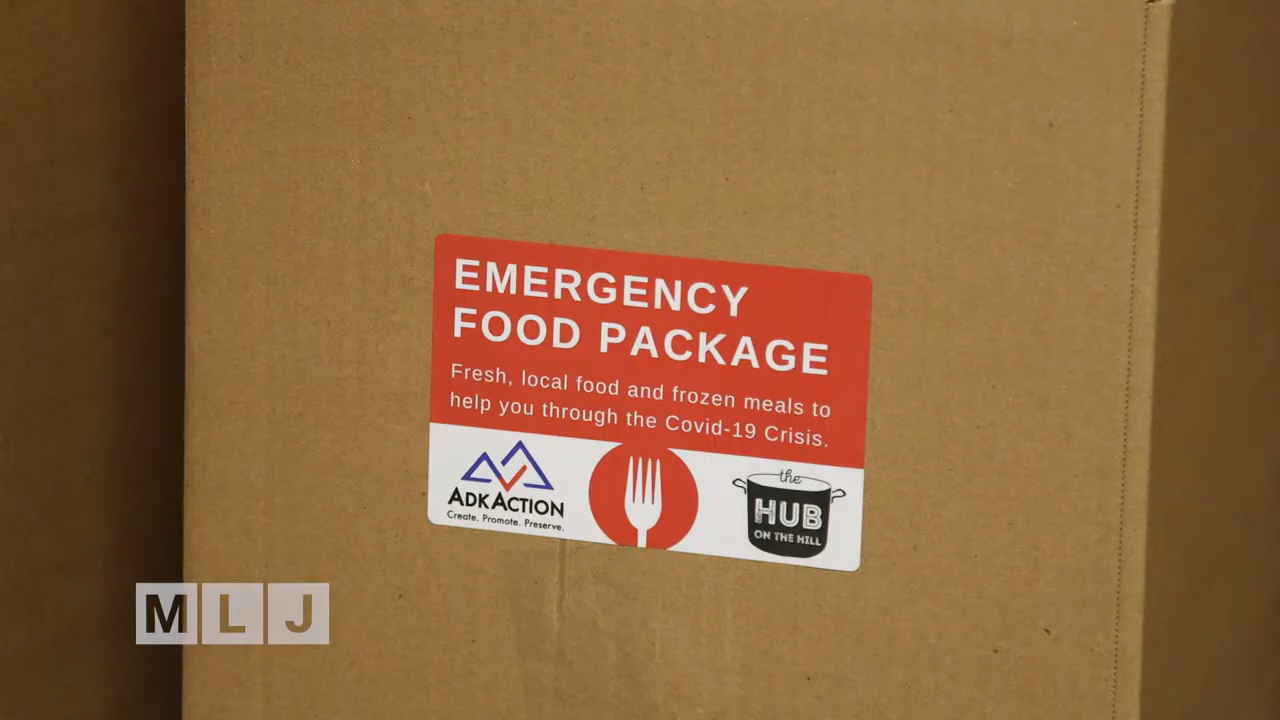 EMERGENCY
FOOD PACKAGE
Fresh, local food and frozen meals to
help you through the Covid-19 Crisis.
ADKACTION
Create. Promote. Preserve.
the
HUB
ON THE HILL
MLJ